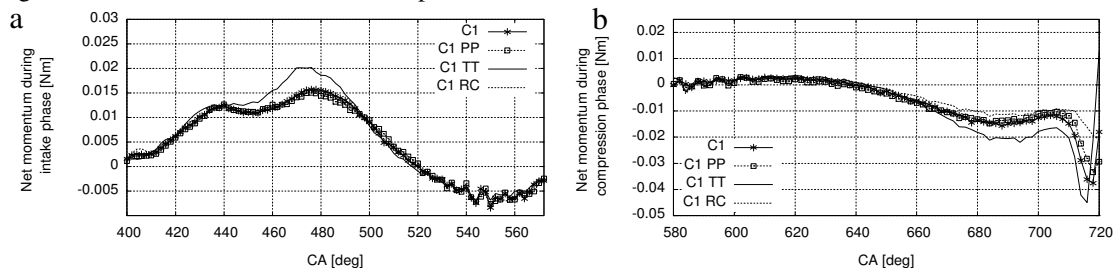 a
Net momentum during
intake phase [Nm]
0.03
0.025
0.02
0.015
0.01
0.005
0
-0.005
C1
C1 PP
C1 TT
C1 RC
400 420 440 460 480 500 520 540 560
CA [deg]
b
Net momentum during
compression phase [Nm]
0.02
0.01
0
-0.01
-0.02
-0.03
-0.04
-0.05
C1
C1 PP
C1 TT
C1 RC
580 600 620 640 660 680 700 720
CA [deg]